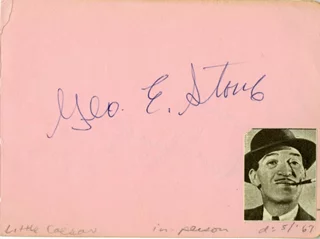 Geo. E. Stone
Little Caesar in-person d: 5/'67